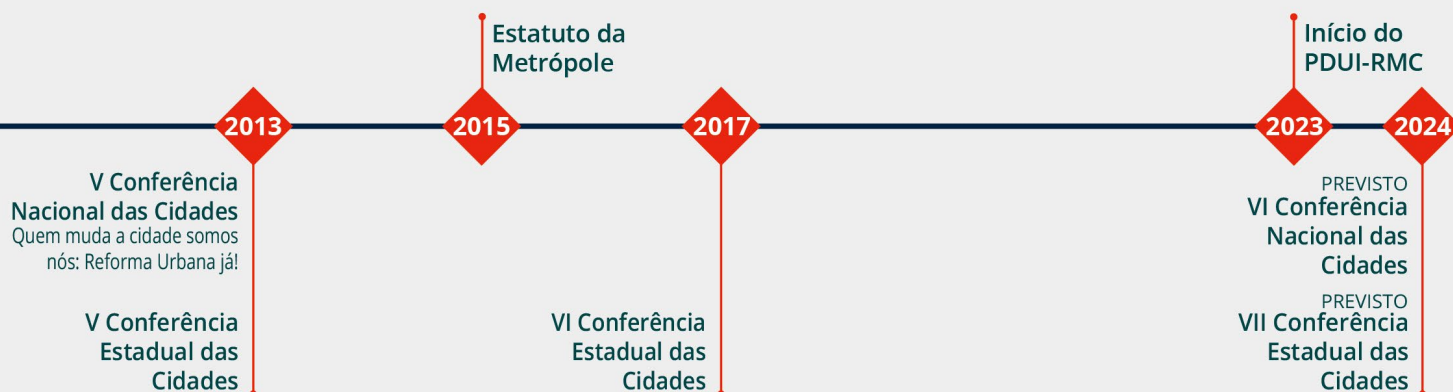 Estatuto da
Metrópole
Início do
PDUI-RMC
2013
2015
2017
2023
2024
V Conferência
Nacional das Cidades
Quem muda a cidade somos
nós: Reforma Urbana já!
V Conferência
Estadual das
Cidades
VI Conferência
Estadual das
Cidades
PREVISTO
VI Conferência
Nacional das
Cidades
PREVISTO
VII Conferência
Estadual das
Cidades